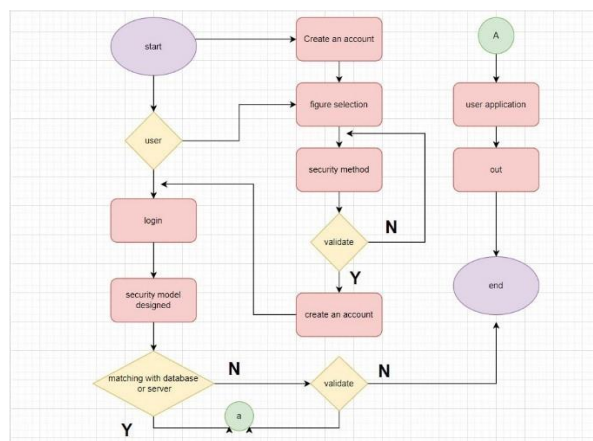 start
Create an account
A
figure selection
user application
user
security method
out
login
N
validate
Y
end
security model
designed
create an account
matching with database
or server
N
validate
N
a
Y